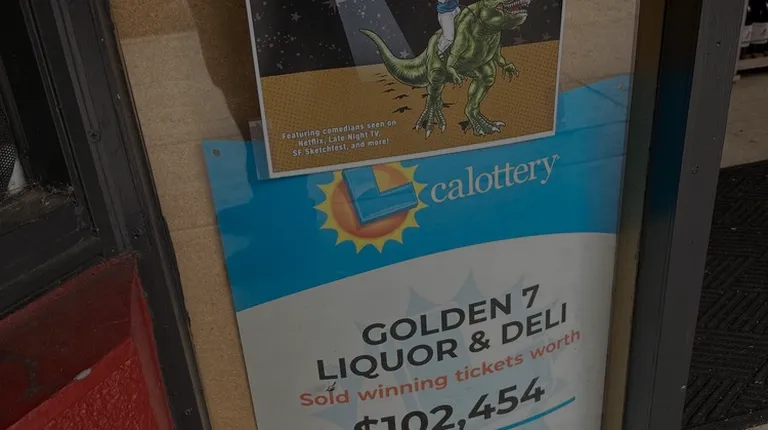 Featuring comedians seen on
Netflix, Late Night TV,
SF Sketchfest, and more!
calottery
GOLDEN 7
LIQUOR & DELI
Sold winning tickets worth
$102,454